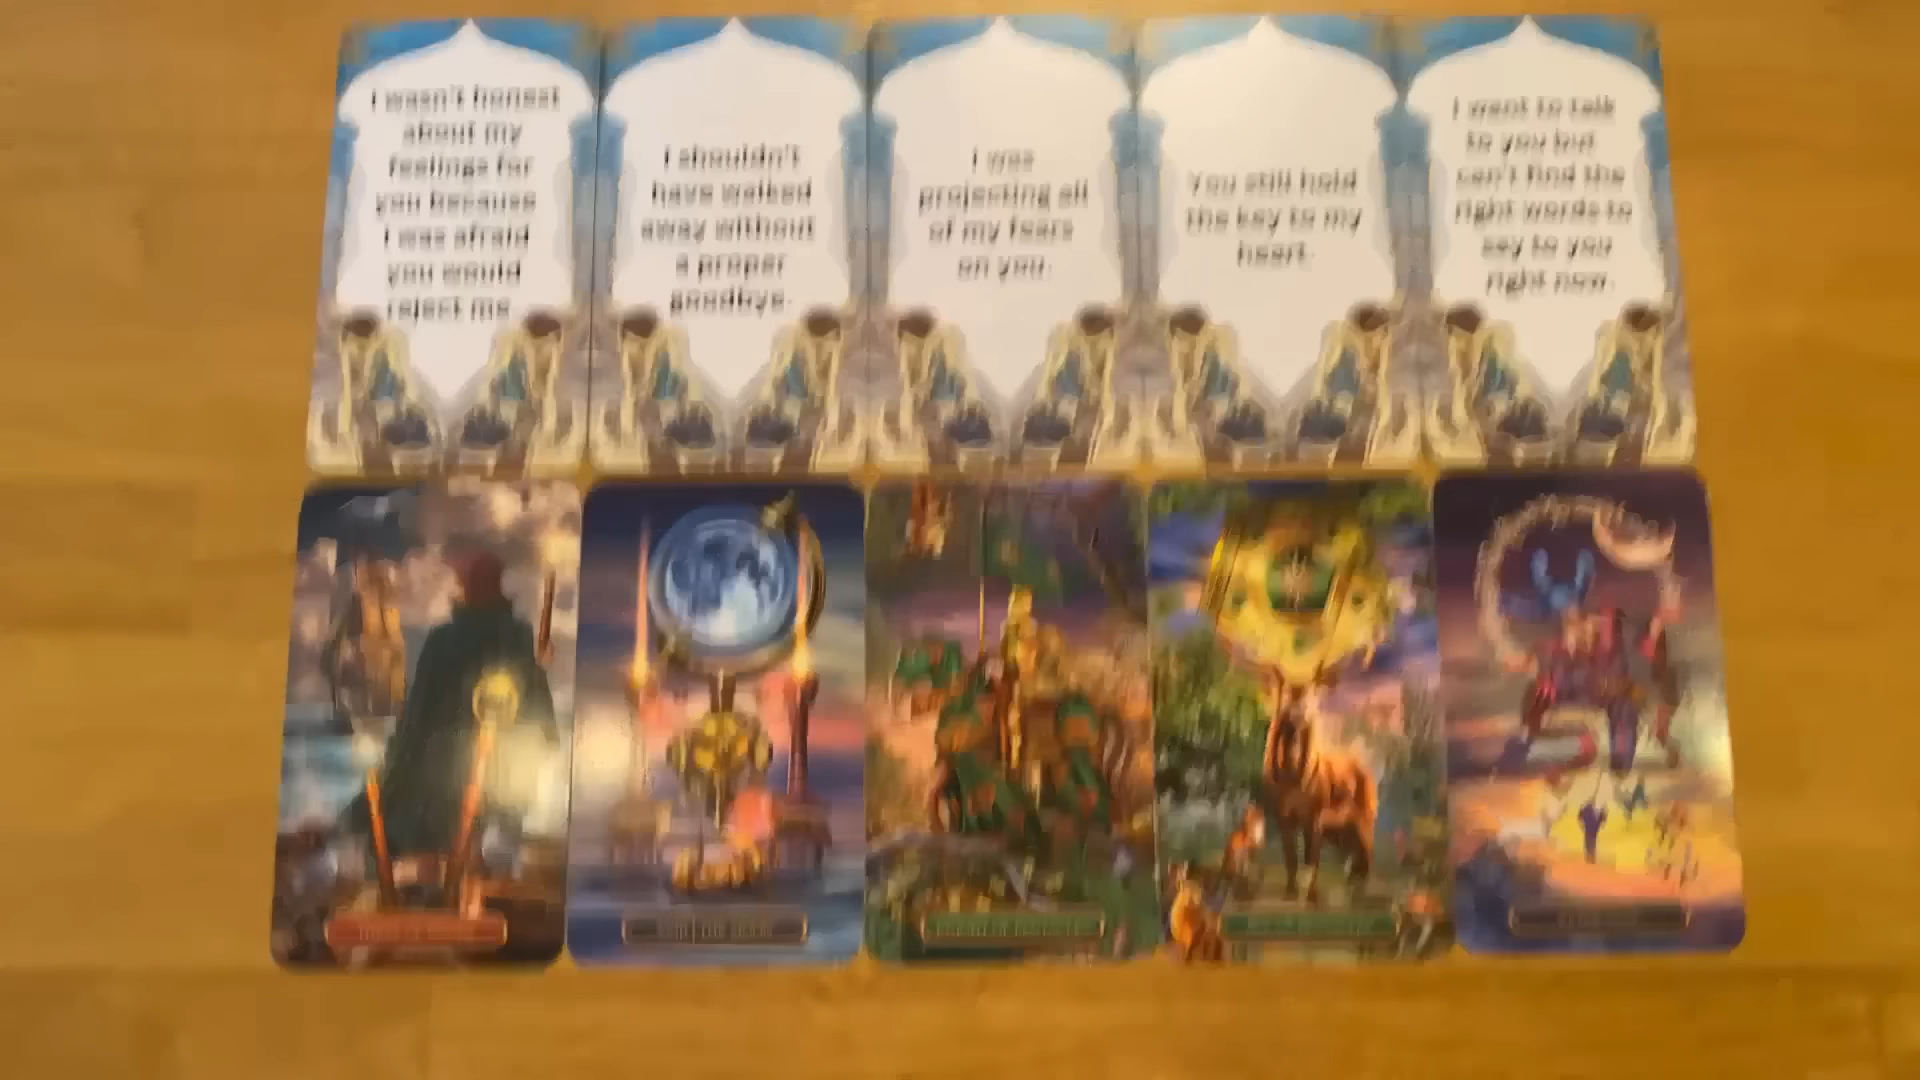 I wasn't honest
about my
feelings for
you because
I was afraid
you would
reject me
I shouldn't
have walked
away without
a proper
goodbye.
I was
projecting all
of my fears
on you.
You still hold
the key to my
heart.
I want to talk
to you but
can't find the
right words to
say to you
right now.